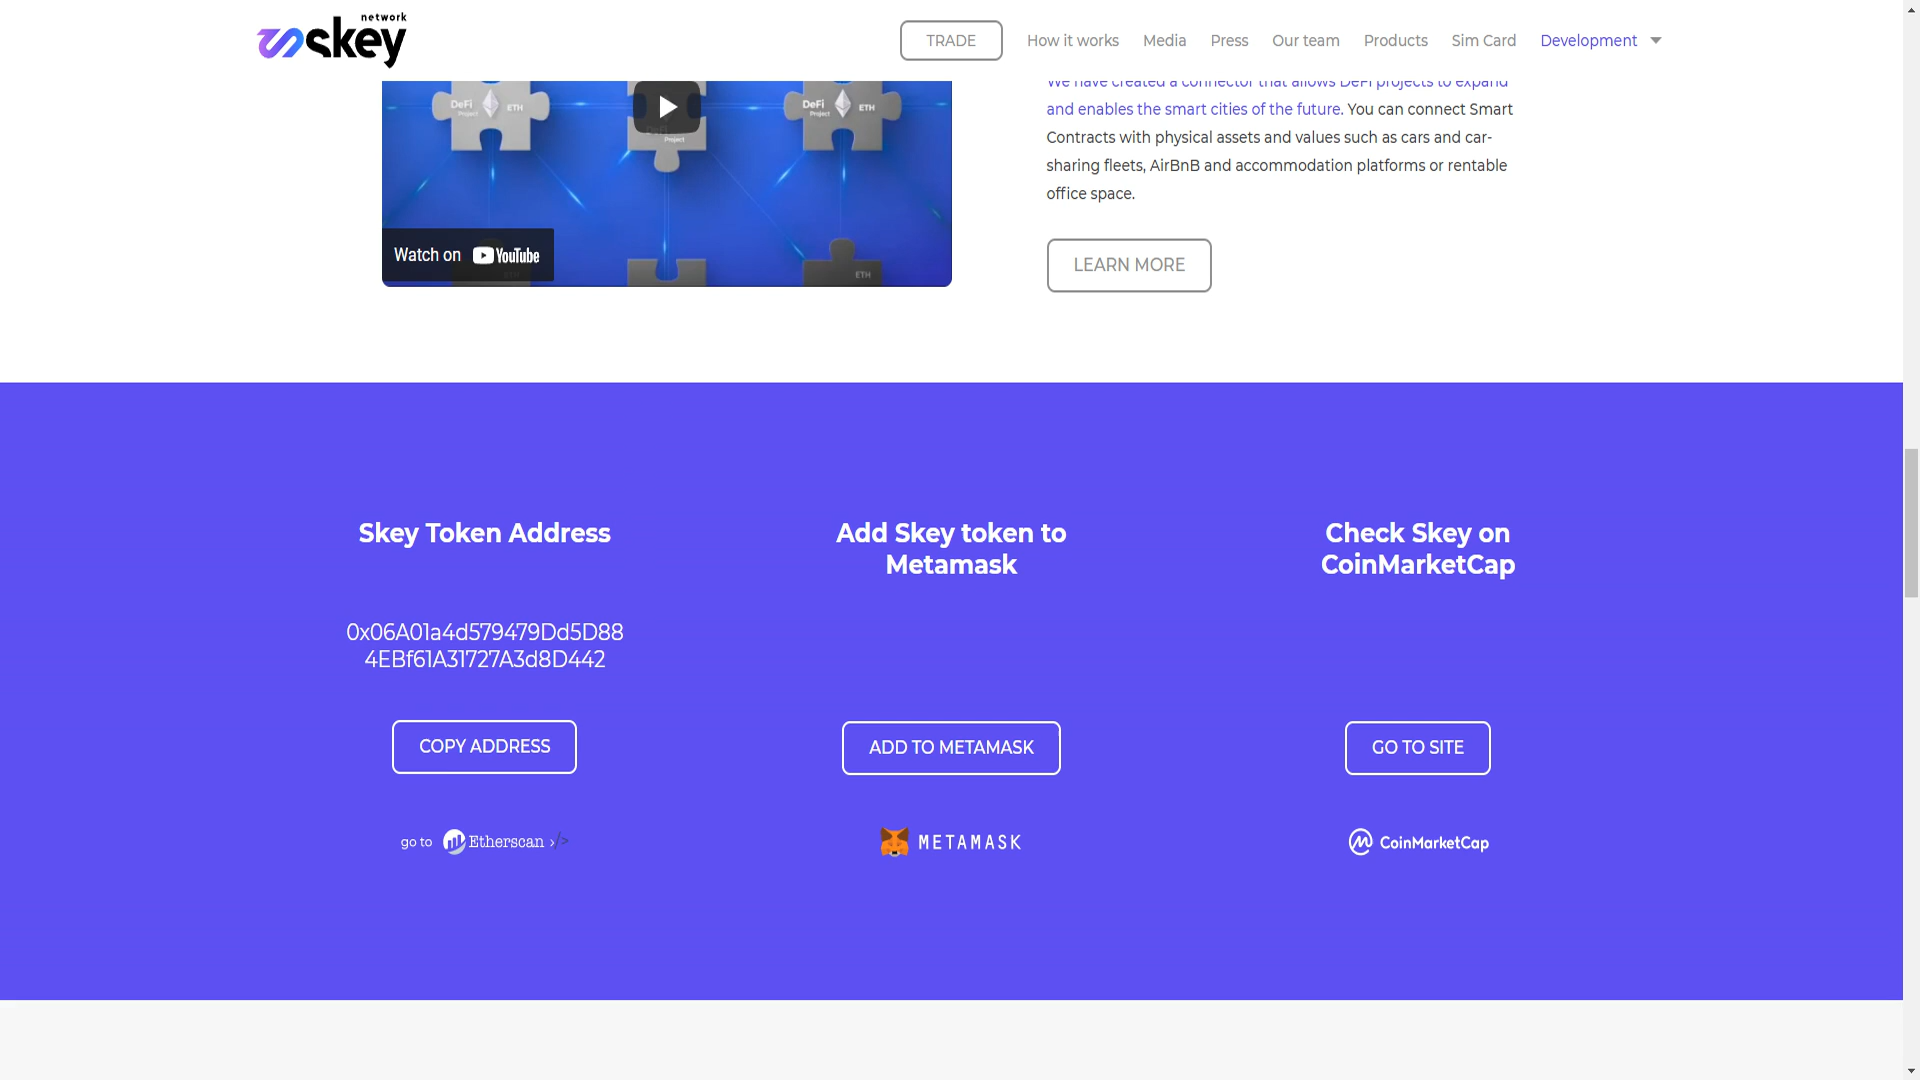 network
skey
TRADE
How it works
Media
Press
Our team
Products
Sim Card
Development
DeFi
Project
ETH
Project
DeFi
Project
ETH
Watch on YouTube
ETH
We have created a connector that allows DeFi projects to expand
and enables the smart cities of the future. You can connect Smart
Contracts with physical assets and values such as cars and car-
sharing fleets, AirBnB and accommodation platforms or rentable
office space.
LEARN MORE
Skey Token Address
0x06A01a4d579479Dd5D88
4EBf61A31727A3d8D442
COPY ADDRESS
go to Etherscan </>
Add Skey token to
Metamask
ADD TO METAMASK
METAMASK
Check Skey on
CoinMarketCap
GO TO SITE
CoinMarketCap